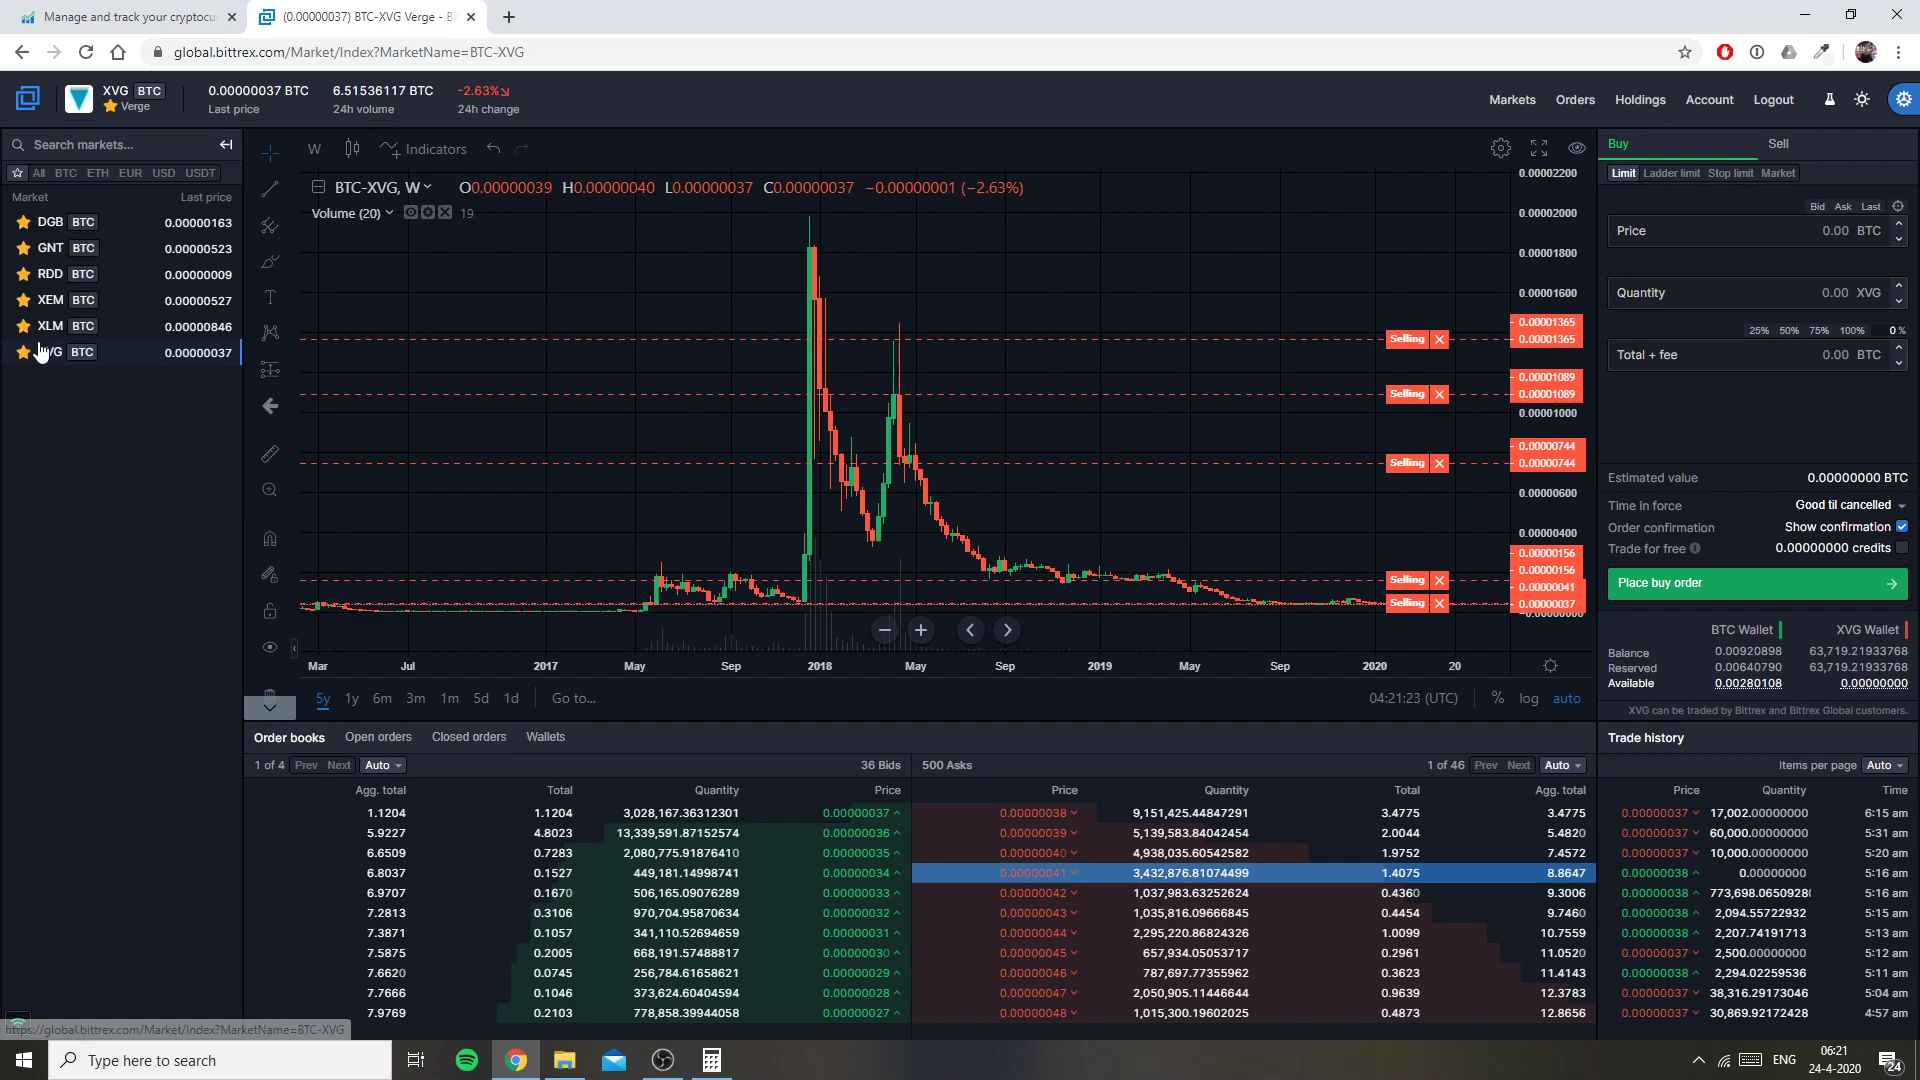 Manage and track your cryptocu
(0.00000037) BTC-XVG Verge - Bi
global.bittrex.com/Market/Index?MarketName=BTC-XVG
XVG BTC
Verge
0.00000037 BTC
Last price
6.51536117 BTC
24h volume
-2.63%
24h change
Markets Orders Holdings Account Logout
Search markets...
All BTC ETH EUR USD USDT
Market Last price
DGB BTC 0.00000163
GNT BTC 0.00000523
RDD BTC 0.00000009
XEM BTC 0.00000527
XLM BTC 0.00000846
VG BTC 0.00000037
W Indicators
BTC-XVG, W O0.00000039 H0.00000040 L0.00000037 C0.00000037 −0.00000001 (−2.63%)
Volume (20) 19
0.00002200
0.00002000
0.00001800
0.00001600
0.00001365
Selling 0.00001365
0.00001089
Selling 0.00001089
0.00001000
0.00000744
Selling 0.00000744
0.00000600
0.00000400
0.00000156
0.00000156
Selling
0.00000041
Selling 0.00000037
Mar Jul 2017 May Sep 2018 May Sep 2019 May Sep 2020 20
5y 1y 6m 3m 1m 5d 1d Go to... 04:21:23 (UTC) % log auto
Buy Sell
Limit Ladder limit Stop limit Market
Bid Ask Last
Price 0.00 BTC
Quantity 0.00 XVG
25% 50% 75% 100% 0 %
Total + fee 0.00 BTC
Estimated value 0.00000000 BTC
Time in force Good til cancelled
Order confirmation Show confirmation
Trade for free 0.00000000 credits
Place buy order
BTC Wallet XVG Wallet
Balance 0.00920898 63,719.21933768
Reserved 0.00640790 63,719.21933768
Available 0.00280108 0.00000000
XVG can be traded by Bittrex and Bittrex Global customers.
Order books Open orders Closed orders Wallets
1 of 4 Prev Next Auto 36 Bids
Agg. total Total Quantity Price
1.1204 1.1204 3,028,167.36312301 0.00000037
5.9227 4.8023 13,339,591.87152574 0.00000036
6.6509 0.7283 2,080,775.91876410 0.00000035
6.8037 0.1527 449,181.14998741 0.00000034
6.9707 0.1670 506,165.09076289 0.00000033
7.2813 0.3106 970,704.95870634 0.00000032
7.3871 0.1057 341,110.52694659 0.00000031
7.5875 0.2005 668,191.57488817 0.00000030
7.6620 0.0745 256,784.61658621 0.00000029
7.7666 0.1046 373,624.60404594 0.00000028
7.9769 0.2103 778,858.39944058 0.00000027
500 Asks 1 of 46 Prev Next Auto
Price Quantity Total Agg. total
0.00000038 9,151,425.44847291 3.4775 3.4775
0.00000039 5,139,583.84042454 2.0044 5.4820
0.00000040 4,938,035.60542582 1.9752 7.4572
0.00000041 3,432,876.81074499 1.4075 8.8647
0.00000042 1,037,983.63252624 0.4360 9.3006
0.00000043 1,035,816.09666845 0.4454 9.7460
0.00000044 2,295,220.86824326 1.0099 10.7559
0.00000045 657,934.05053717 0.2961 11.0520
0.00000046 787,697.77355962 0.3623 11.4143
0.00000047 2,050,905.11446644 0.9639 12.3783
0.00000048 1,015,300.19602025 0.4873 12.8656
Trade history
Items per page Auto
Price Quantity Time
0.00000037 17,002.00000000 6:15 am
0.00000037 60,000.00000000 5:31 am
0.00000037 10,000.00000000 5:20 am
0.00000038 0.00000000 5:16 am
0.00000038 773,698.0650928 5:16 am
0.00000038 2,094.55722932 5:15 am
0.00000038 2,207.74191713 5:13 am
0.00000037 2,500.00000000 5:12 am
0.00000038 2,294.02259536 5:11 am
0.00000037 38,316.29173046 5:04 am
0.00000037 30,869.92172428 4:57 am
https://global.bittrex.com/Market/Index?MarketName=BTC-XVG
Type here to search
ENG
06:21
24-4-2020
24